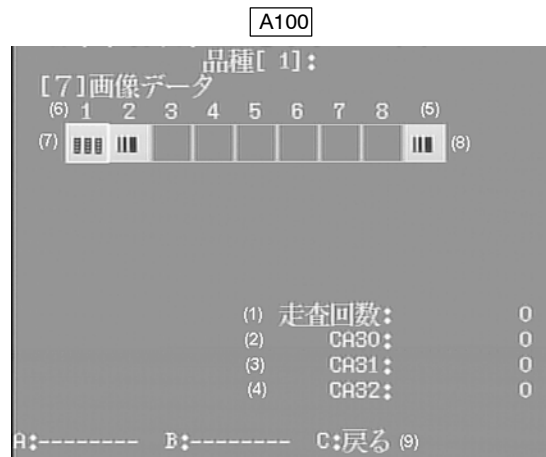 A100
品種[ 1]:
[7]画像データ
(6) 1 2 3 4 5 6 7 8 (5)
(7) (8)
(1) 走査回数: 0
(2) CA30: 0
(3) CA31: 0
(4) CA32: 0
A:-------- B:-------- C:戻る (9)